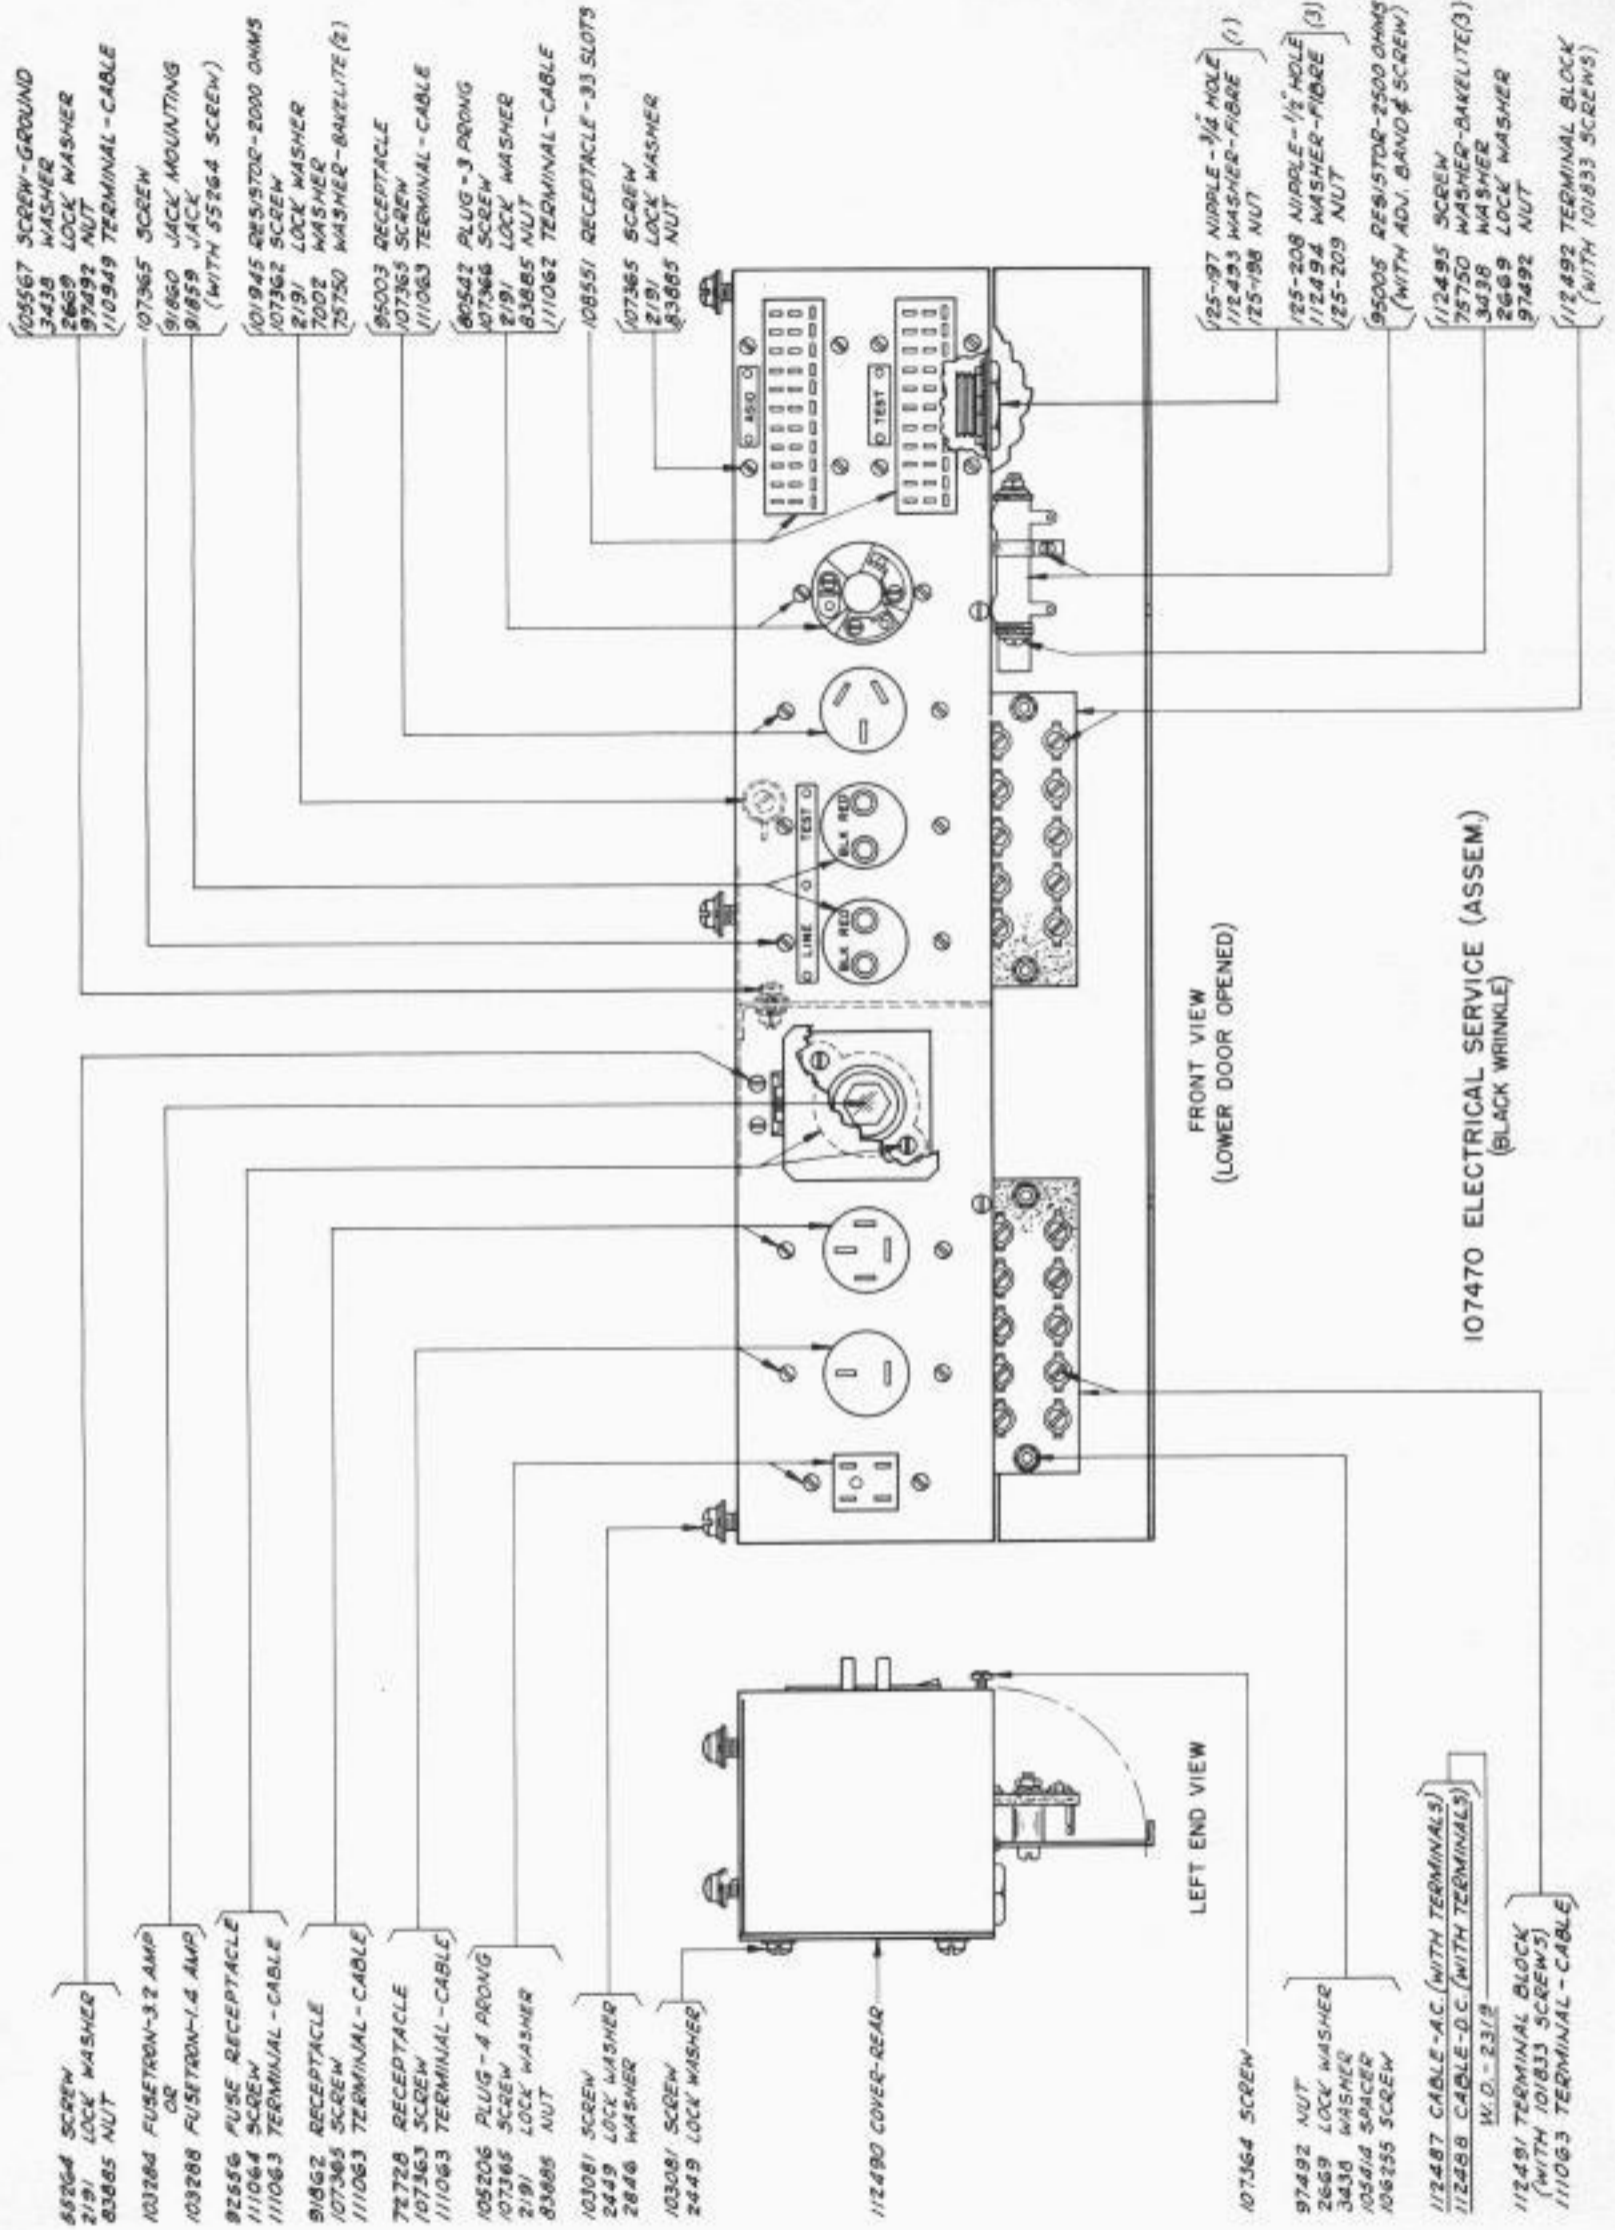 55264 SCREW
2191 LOCK WASHER
83885 NUT
103284 FUSETRON-3.2 AMP
OR
103288 FUSETRON-1.4 AMP
92556 FUSE RECEPTACLE
111064 SCREW
111063 TERMINAL-CABLE
91862 RECEPTACLE
107365 SCREW
111063 TERMINAL-CABLE
72728 RECEPTACLE
107363 SCREW
111063 TERMINAL-CABLE
105206 PLUG-4 PRONG
107365 SCREW
2191 LOCK WASHER
83885 NUT
103081 SCREW
2449 LOCK WASHER
2846 WASHER
103081 SCREW
2449 LOCK WASHER
112490 COVER-REAR
107364 SCREW
97492 NUT
2669 LOCK WASHER
3438 WASHER
105414 SPACER
106255 SCREW
112487 CABLE-A.C. (WITH TERMINALS)
112488 CABLE-D.C. (WITH TERMINALS)
W.D.-2319
112491 TERMINAL BLOCK
(WITH 101833 SCREWS)
111063 TERMINAL-CABLE
105567 SCREW-GROUND
3438 WASHER
2669 LOCK WASHER
97492 NUT
110949 TERMINAL-CABLE
107365 SCREW
91860 JACK MOUNTING
91859 JACK
(WITH 55264 SCREW)
101945 RESISTOR-2000 OHMS
107362 SCREW
2191 LOCK WASHER
7002 WASHER
75750 WASHER-BAKELITE (2)
95003 RECEPTACLE
107365 SCREW
111063 TERMINAL-CABLE
80542 PLUG-3 PRONG
107366 SCREW
2191 LOCK WASHER
83885 NUT
111062 TERMINAL-CABLE
108551 RECEPTACLE-33 SLOTS
107365 SCREW
2191 LOCK WASHER
83885 NUT
LINE
TEST
BLK RED
BLK RED
TEST
125-197 NIPPLE-3/4 HOLE
112493 WASHER-FIBRE (1)
125-198 NUT
125-208 NIPPLE-1/2" HOLE
112494 WASHER-FIBRE (3)
125-209 NUT
95005 RESISTOR-2500 OHMS
(WITH ADJ. BAND & SCREW)
112495 SCREW
75750 WASHER-BAKELITE(3)
3438 WASHER
2669 LOCK WASHER
97492 NUT
112492 TERMINAL BLOCK
(WITH 101833 SCREWS)
LEFT END VIEW
FRONT VIEW
(LOWER DOOR OPENED)
107470 ELECTRICAL SERVICE (ASSEM.)
(BLACK WRINKLE)